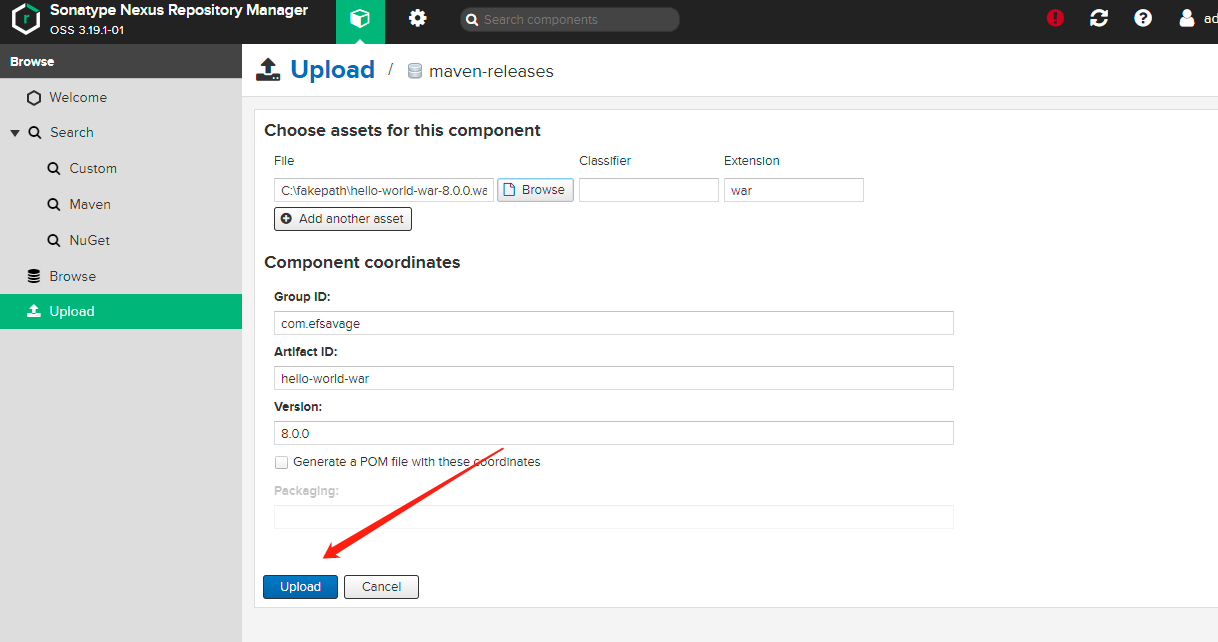 Sonatype Nexus Repository Manager
OSS 3.19.1-01
Search components
ad
Browse
Welcome
Search
Custom
Maven
NuGet
Browse
Upload
Upload / maven-releases
Choose assets for this component
File Classifier Extension
C:\fakepath\hello-world-war-8.0.0.wa Browse war
Add another asset
Component coordinates
Group ID:
com.efsavage
Artifact ID:
hello-world-war
Version:
8.0.0
Generate a POM file with these coordinates
Packaging:
Upload Cancel